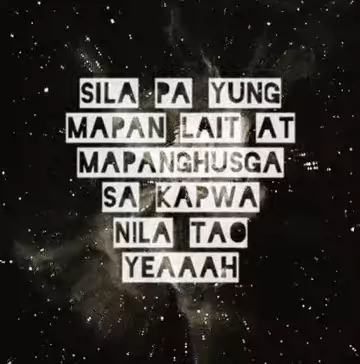 SILA PA YUNG
MAPAN LAIT AT
MAPANGHUSGA
SA KAPWA
NILA TAO
YEAAAH